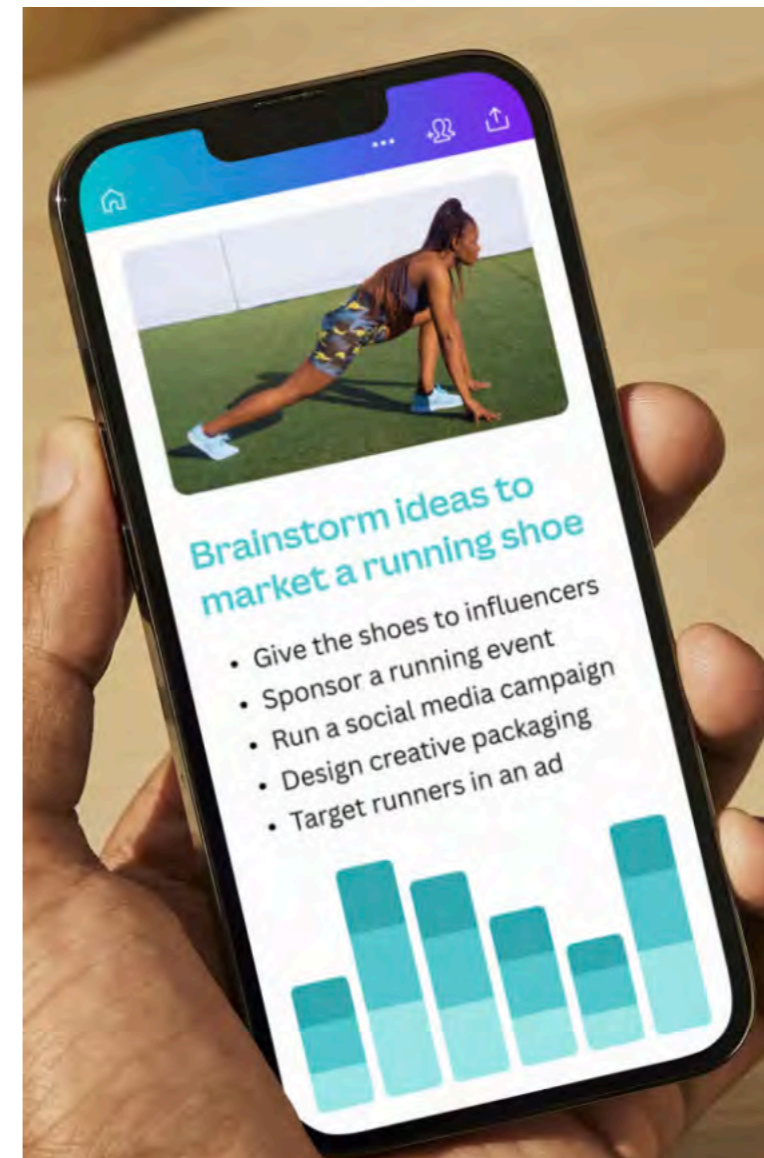 Brainstorm ideas to
market a running shoe
• Give the shoes to influencers
• Sponsor a running event
• Run a social media campaign
• Design creative packaging
• Target runners in an ad